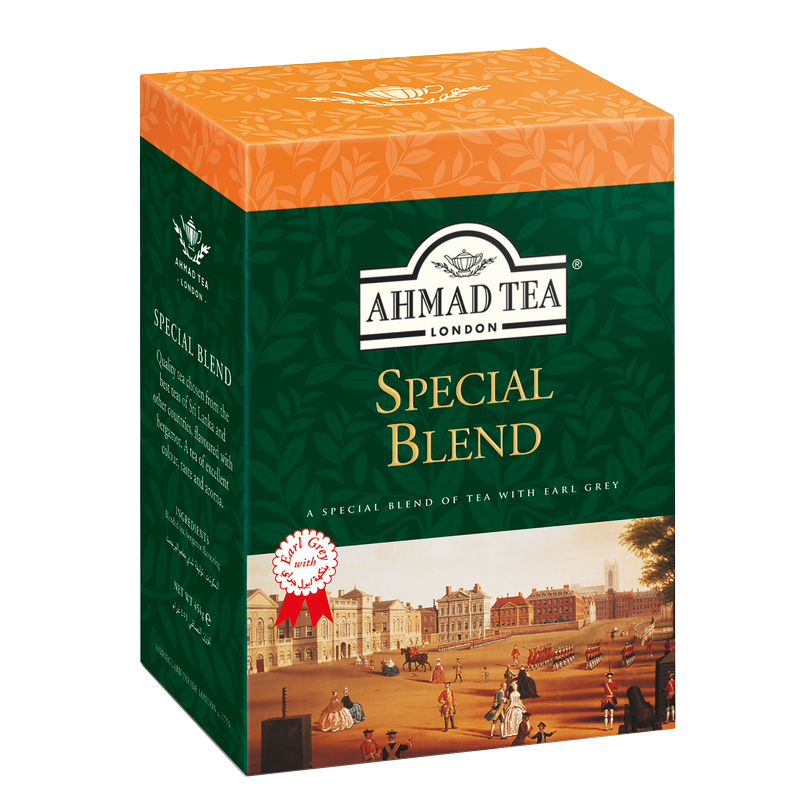 AHMAD TEA
LONDON
®
SPECIAL
BLEND
A SPECIAL BLEND OF TEA WITH EARL GREY
Earl Grey
with
AHMAD TEA
· LONDON ·
SPECIAL BLEND
Quality tea chosen from the
best teas of Sri Lanka and
other countries, flavoured with
bergamot. A tea of excellent
colour, taste and aroma.
INGREDIENTS
NET WT 454g e